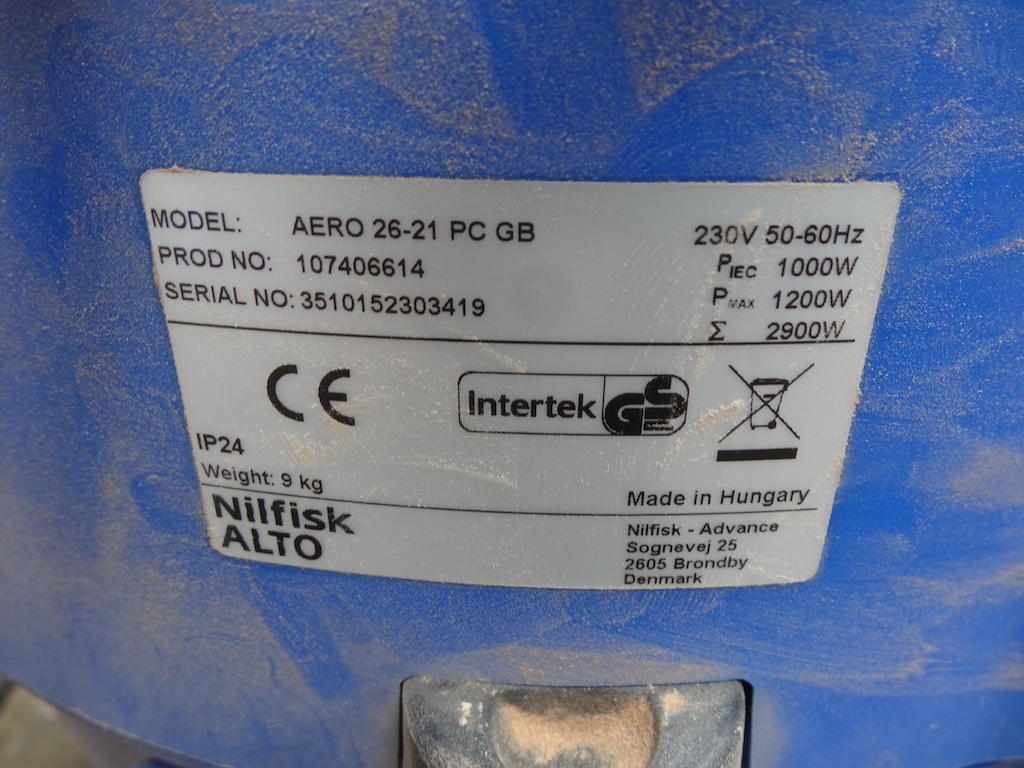 MODEL: AERO 26-21 PC GB 230V 50-60Hz
PROD NO: 107406614 PIEC 1000W
SERIAL NO: 3510152303419 PMAX 1200W
Σ 2900W
CE Intertek GS
IP24
Weight: 9 kg
Made in Hungary
Nilfisk
ALTO
Nilfisk - Advance
Sognevej 25
2605 Brondby
Denmark